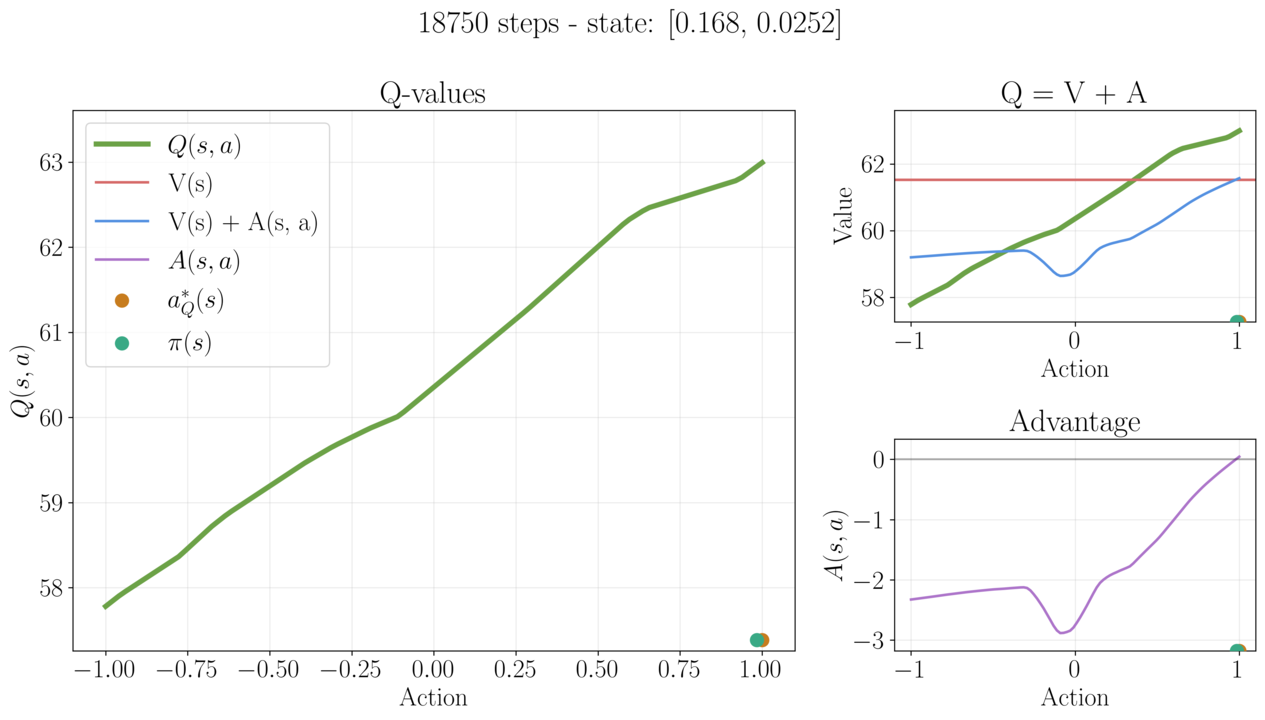 18750 steps - state: [0.168, 0.0252]
Q-values
Q(s, a)
V(s)
V(s) + A(s, a)
A(s, a)
a*Q(s)
π(s)
Q(s, a)
63
62
61
60
59
58
−1.00 −0.75 −0.50 −0.25 0.00 0.25 0.50 0.75 1.00
Action
Q = V + A
Value
62
60
58
−1 0 1
Action
Advantage
A(s, a)
0
−1
−2
−3
−1 0 1
Action